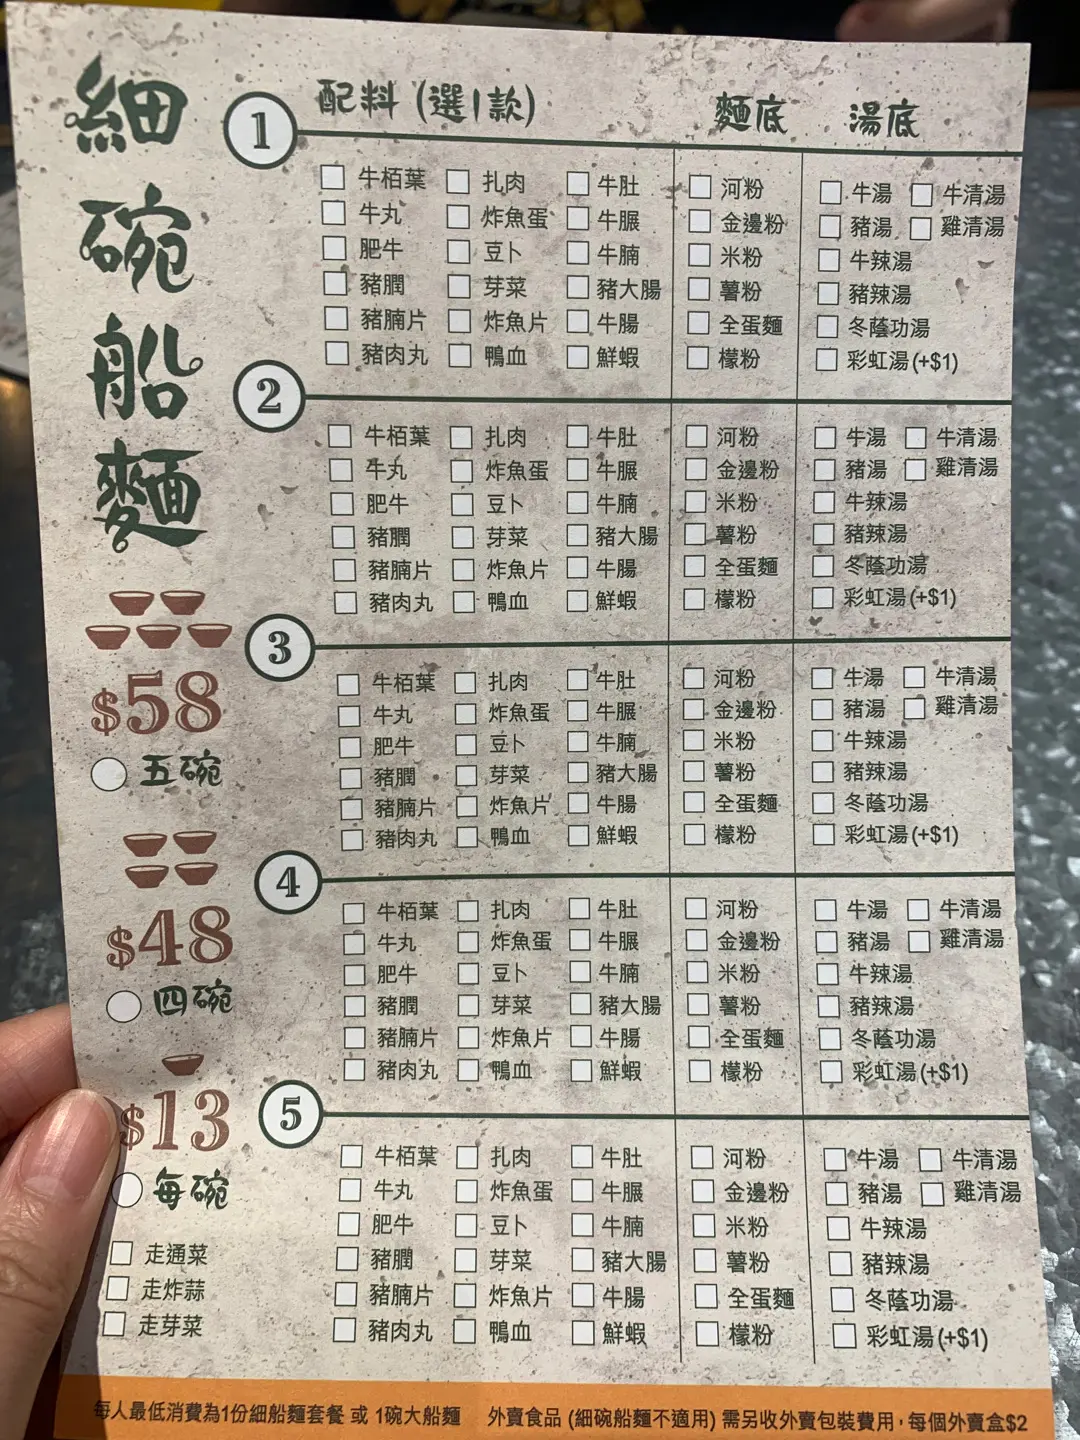 細碗船麵
配料 (選1款) 麵底 湯底
1
牛栢葉 扎肉 牛肚 河粉 牛湯 牛清湯
牛丸 炸魚蛋 牛𦟌 金邊粉 豬湯 雞清湯
肥牛 豆卜 牛腩 米粉 牛辣湯
豬膶 芽菜 豬大腸 薯粉 豬辣湯
豬腩片 炸魚片 牛腸 全蛋麵 冬蔭功湯
豬肉丸 鴨血 鮮蝦 檬粉 彩虹湯(+$1)
2
牛栢葉 扎肉 牛肚 河粉 牛湯 牛清湯
牛丸 炸魚蛋 牛𦟌 金邊粉 豬湯 雞清湯
肥牛 豆卜 牛腩 米粉 牛辣湯
豬膶 芽菜 豬大腸 薯粉 豬辣湯
豬腩片 炸魚片 牛腸 全蛋麵 冬蔭功湯
豬肉丸 鴨血 鮮蝦 檬粉 彩虹湯(+$1)
3
牛栢葉 扎肉 牛肚 河粉 牛湯 牛清湯
牛丸 炸魚蛋 牛𦟌 金邊粉 豬湯 雞清湯
肥牛 豆卜 牛腩 米粉 牛辣湯
豬膶 芽菜 豬大腸 薯粉 豬辣湯
豬腩片 炸魚片 牛腸 全蛋麵 冬蔭功湯
豬肉丸 鴨血 鮮蝦 檬粉 彩虹湯(+$1)
4
牛栢葉 扎肉 牛肚 河粉 牛湯 牛清湯
牛丸 炸魚蛋 牛𦟌 金邊粉 豬湯 雞清湯
肥牛 豆卜 牛腩 米粉 牛辣湯
豬膶 芽菜 豬大腸 薯粉 豬辣湯
豬腩片 炸魚片 牛腸 全蛋麵 冬蔭功湯
豬肉丸 鴨血 鮮蝦 檬粉 彩虹湯(+$1)
5
牛栢葉 扎肉 牛肚 河粉 牛湯 牛清湯
牛丸 炸魚蛋 牛𦟌 金邊粉 豬湯 雞清湯
肥牛 豆卜 牛腩 米粉 牛辣湯
豬膶 芽菜 豬大腸 薯粉 豬辣湯
豬腩片 炸魚片 牛腸 全蛋麵 冬蔭功湯
豬肉丸 鴨血 鮮蝦 檬粉 彩虹湯(+$1)
$58
五碗
$48
四碗
$13
每碗
走通菜
走炸蒜
走芽菜
每人最低消費為1份細船麵套餐 或 1碗大船麵 外賣食品 (細碗船麵不適用) 需另收外賣包裝費用，每個外賣盒$2